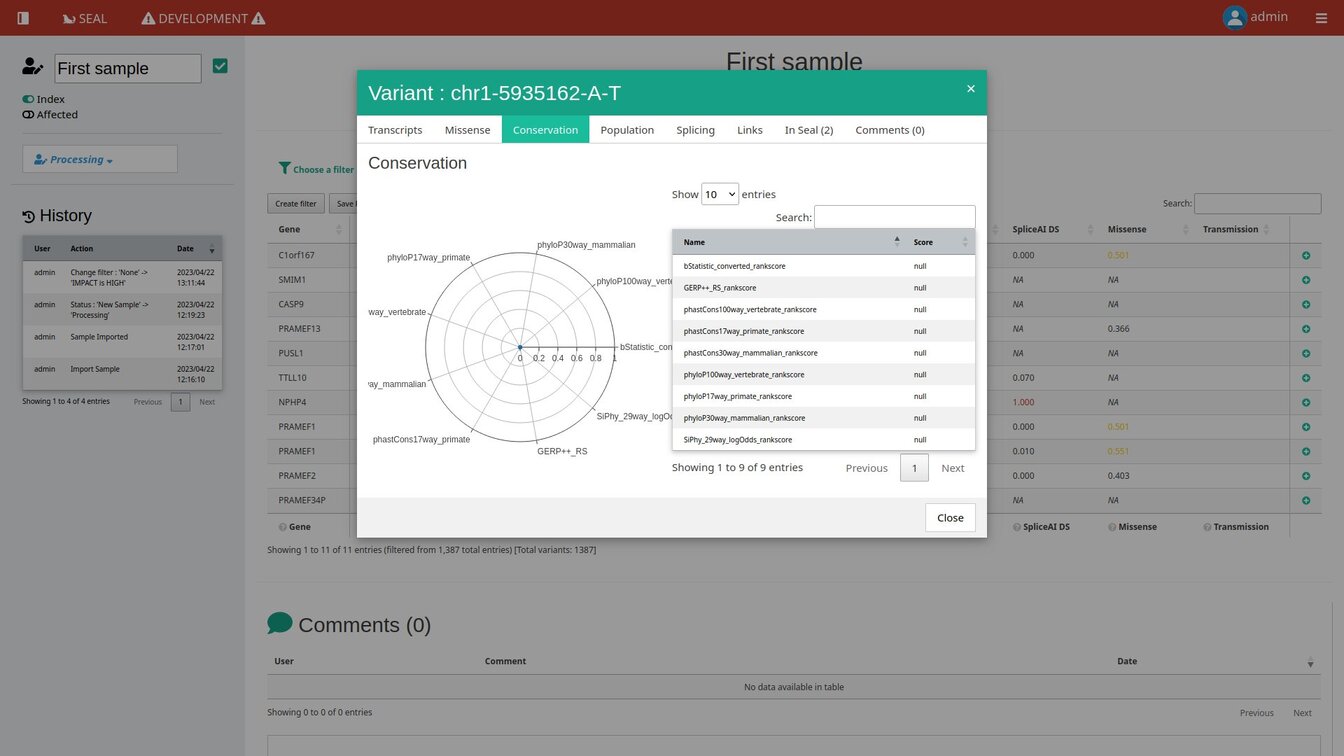 SEAL
DEVELOPMENT
admin
First sample
Index
Affected
Processing
History
User Action Date
admin Change filter : 'None' -> 'IMPACT is HIGH' 2023/04/22 13:11:44
admin Status : 'New Sample' -> 'Processing' 2023/04/22 12:19:23
admin Sample Imported 2023/04/22 12:17:01
admin Import Sample 2023/04/22 12:16:10
Showing 1 to 4 of 4 entries Previous 1 Next
First sample
Choose a filter
Create filter Save
Search:
Gene SpliceAI DS Missense Transmission
C1orf167 0.000 0.501
SMIM1 NA NA
CASP9 NA NA
PRAMEF13 NA 0.366
PUSL1 NA NA
TTLL10 0.070 NA
NPHP4 1.000 NA
PRAMEF1 0.000 0.501
PRAMEF1 0.010 0.551
PRAMEF2 0.000 0.403
PRAMEF34P NA NA
Gene SpliceAI DS Missense Transmission
Showing 1 to 11 of 11 entries (filtered from 1,387 total entries) [Total variants: 1387]
Variant : chr1-5935162-A-T
×
Transcripts Missense Conservation Population Splicing Links In Seal (2) Comments (0)
Conservation
phyloP30way_mammalian
phyloP17way_primate
phyloP100way_verte
way_vertebrate
bStatistic_con
0 0.2 0.4 0.6 0.8 1
ay_mammalian
SiPhy_29way_logOd
phastCons17way_primate
GERP++_RS
Show 10 entries
Search:
Name Score
bStatistic_converted_rankscore null
GERP++_RS_rankscore null
phastCons100way_vertebrate_rankscore null
phastCons17way_primate_rankscore null
phastCons30way_mammalian_rankscore null
phyloP100way_vertebrate_rankscore null
phyloP17way_primate_rankscore null
phyloP30way_mammalian_rankscore null
SiPhy_29way_logOdds_rankscore null
Showing 1 to 9 of 9 entries Previous 1 Next
Close
Comments (0)
User Comment Date
No data available in table
Showing 0 to 0 of 0 entries Previous Next